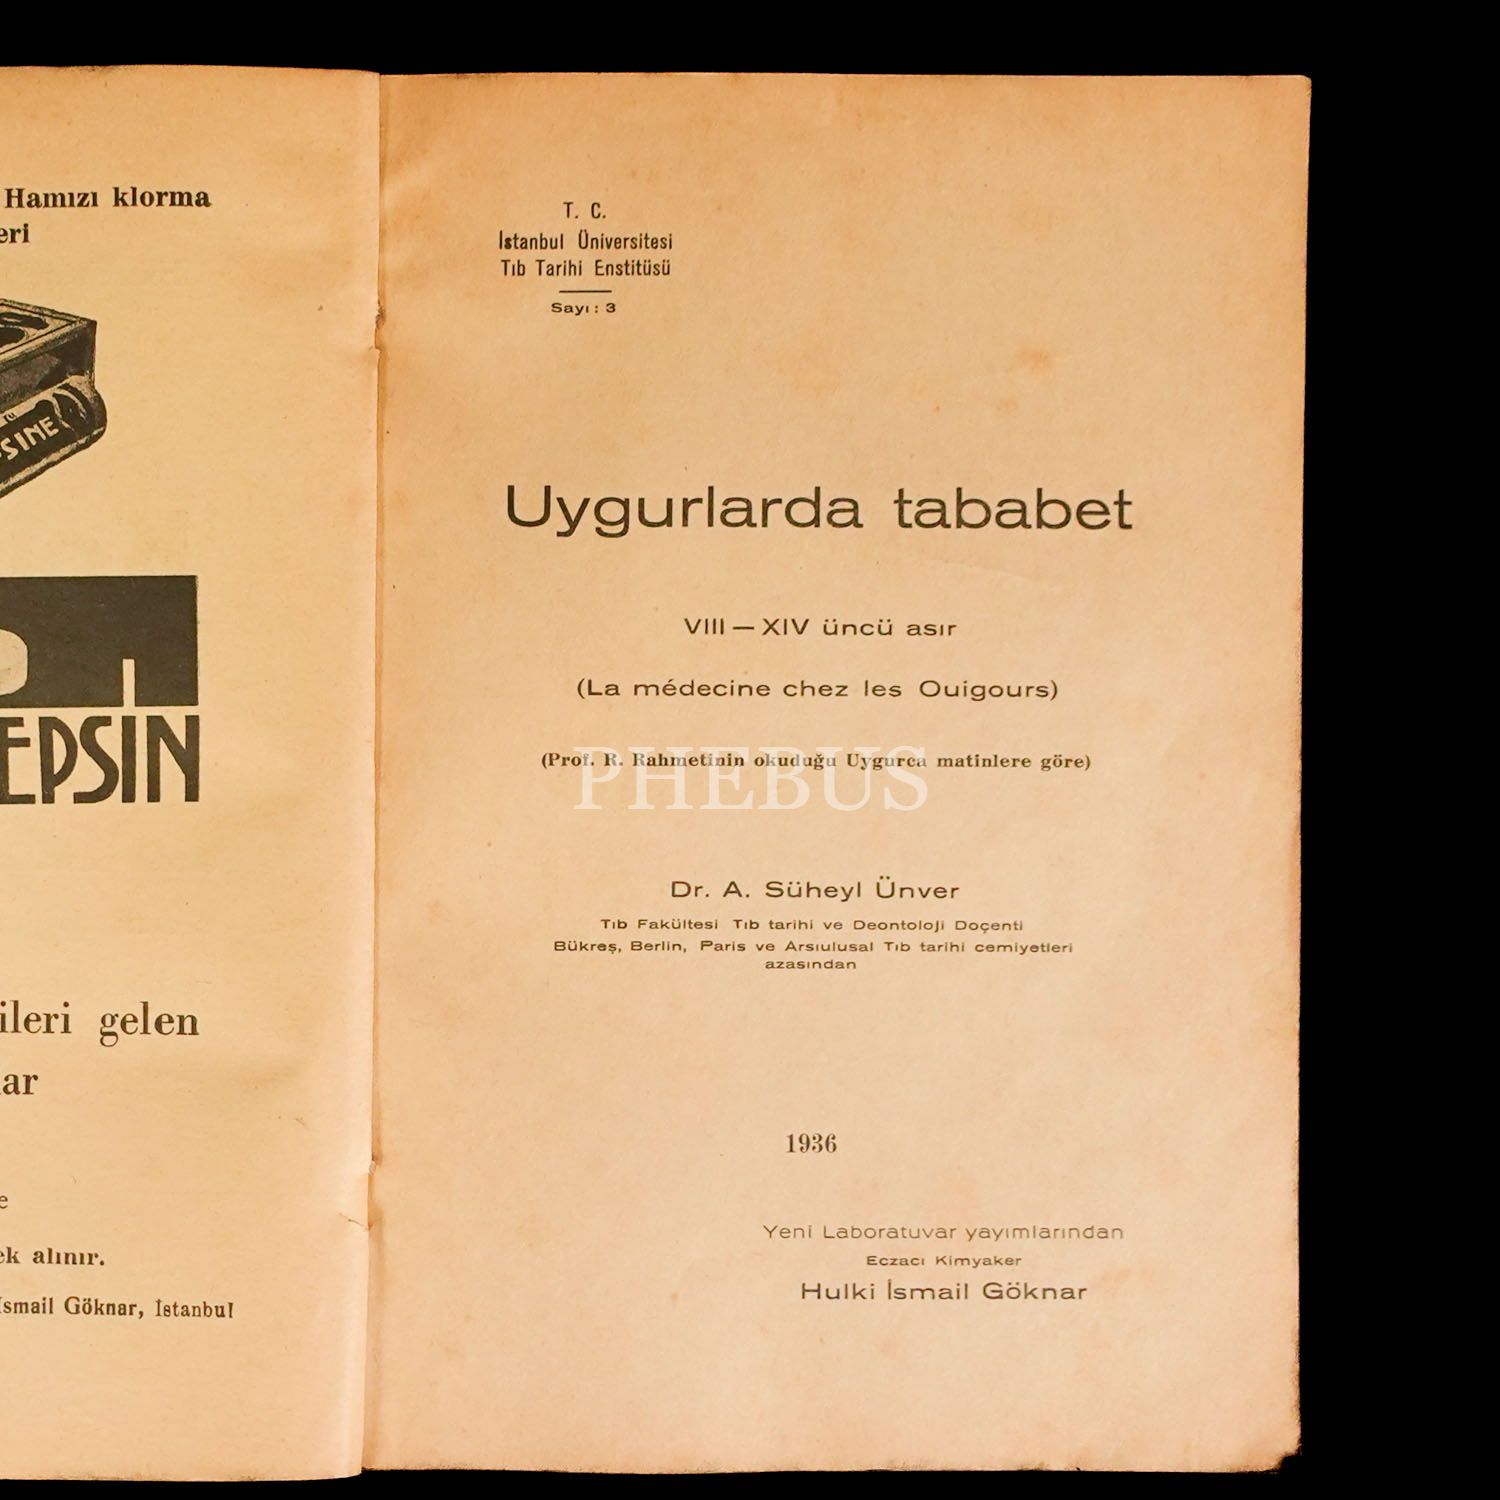 Hamızı klorma
eri
SINE
EPSİN
ileri gelen
lar
e
ek alınır.
İsmail Göknar, İstanbul
T. C.
İstanbul Üniversitesi
Tıb Tarihi Enstitüsü
Sayı : 3
Uygurlarda tababet
VIII — XIV üncü asır
(La médecine chez les Ouigours)
(Prof. R. Rahmetinin okuduğu Uygurca matinlere göre)
PHEBUS
Dr. A. Süheyl Ünver
Tıb Fakültesi Tıb tarihi ve Deontoloji Doçenti
Bükreş, Berlin, Paris ve Arsıulusal Tıb tarihi cemiyetleri
azasından
1936
Yeni Laboratuvar yayımlarından
Eczacı Kimyaker
Hulki İsmail Göknar